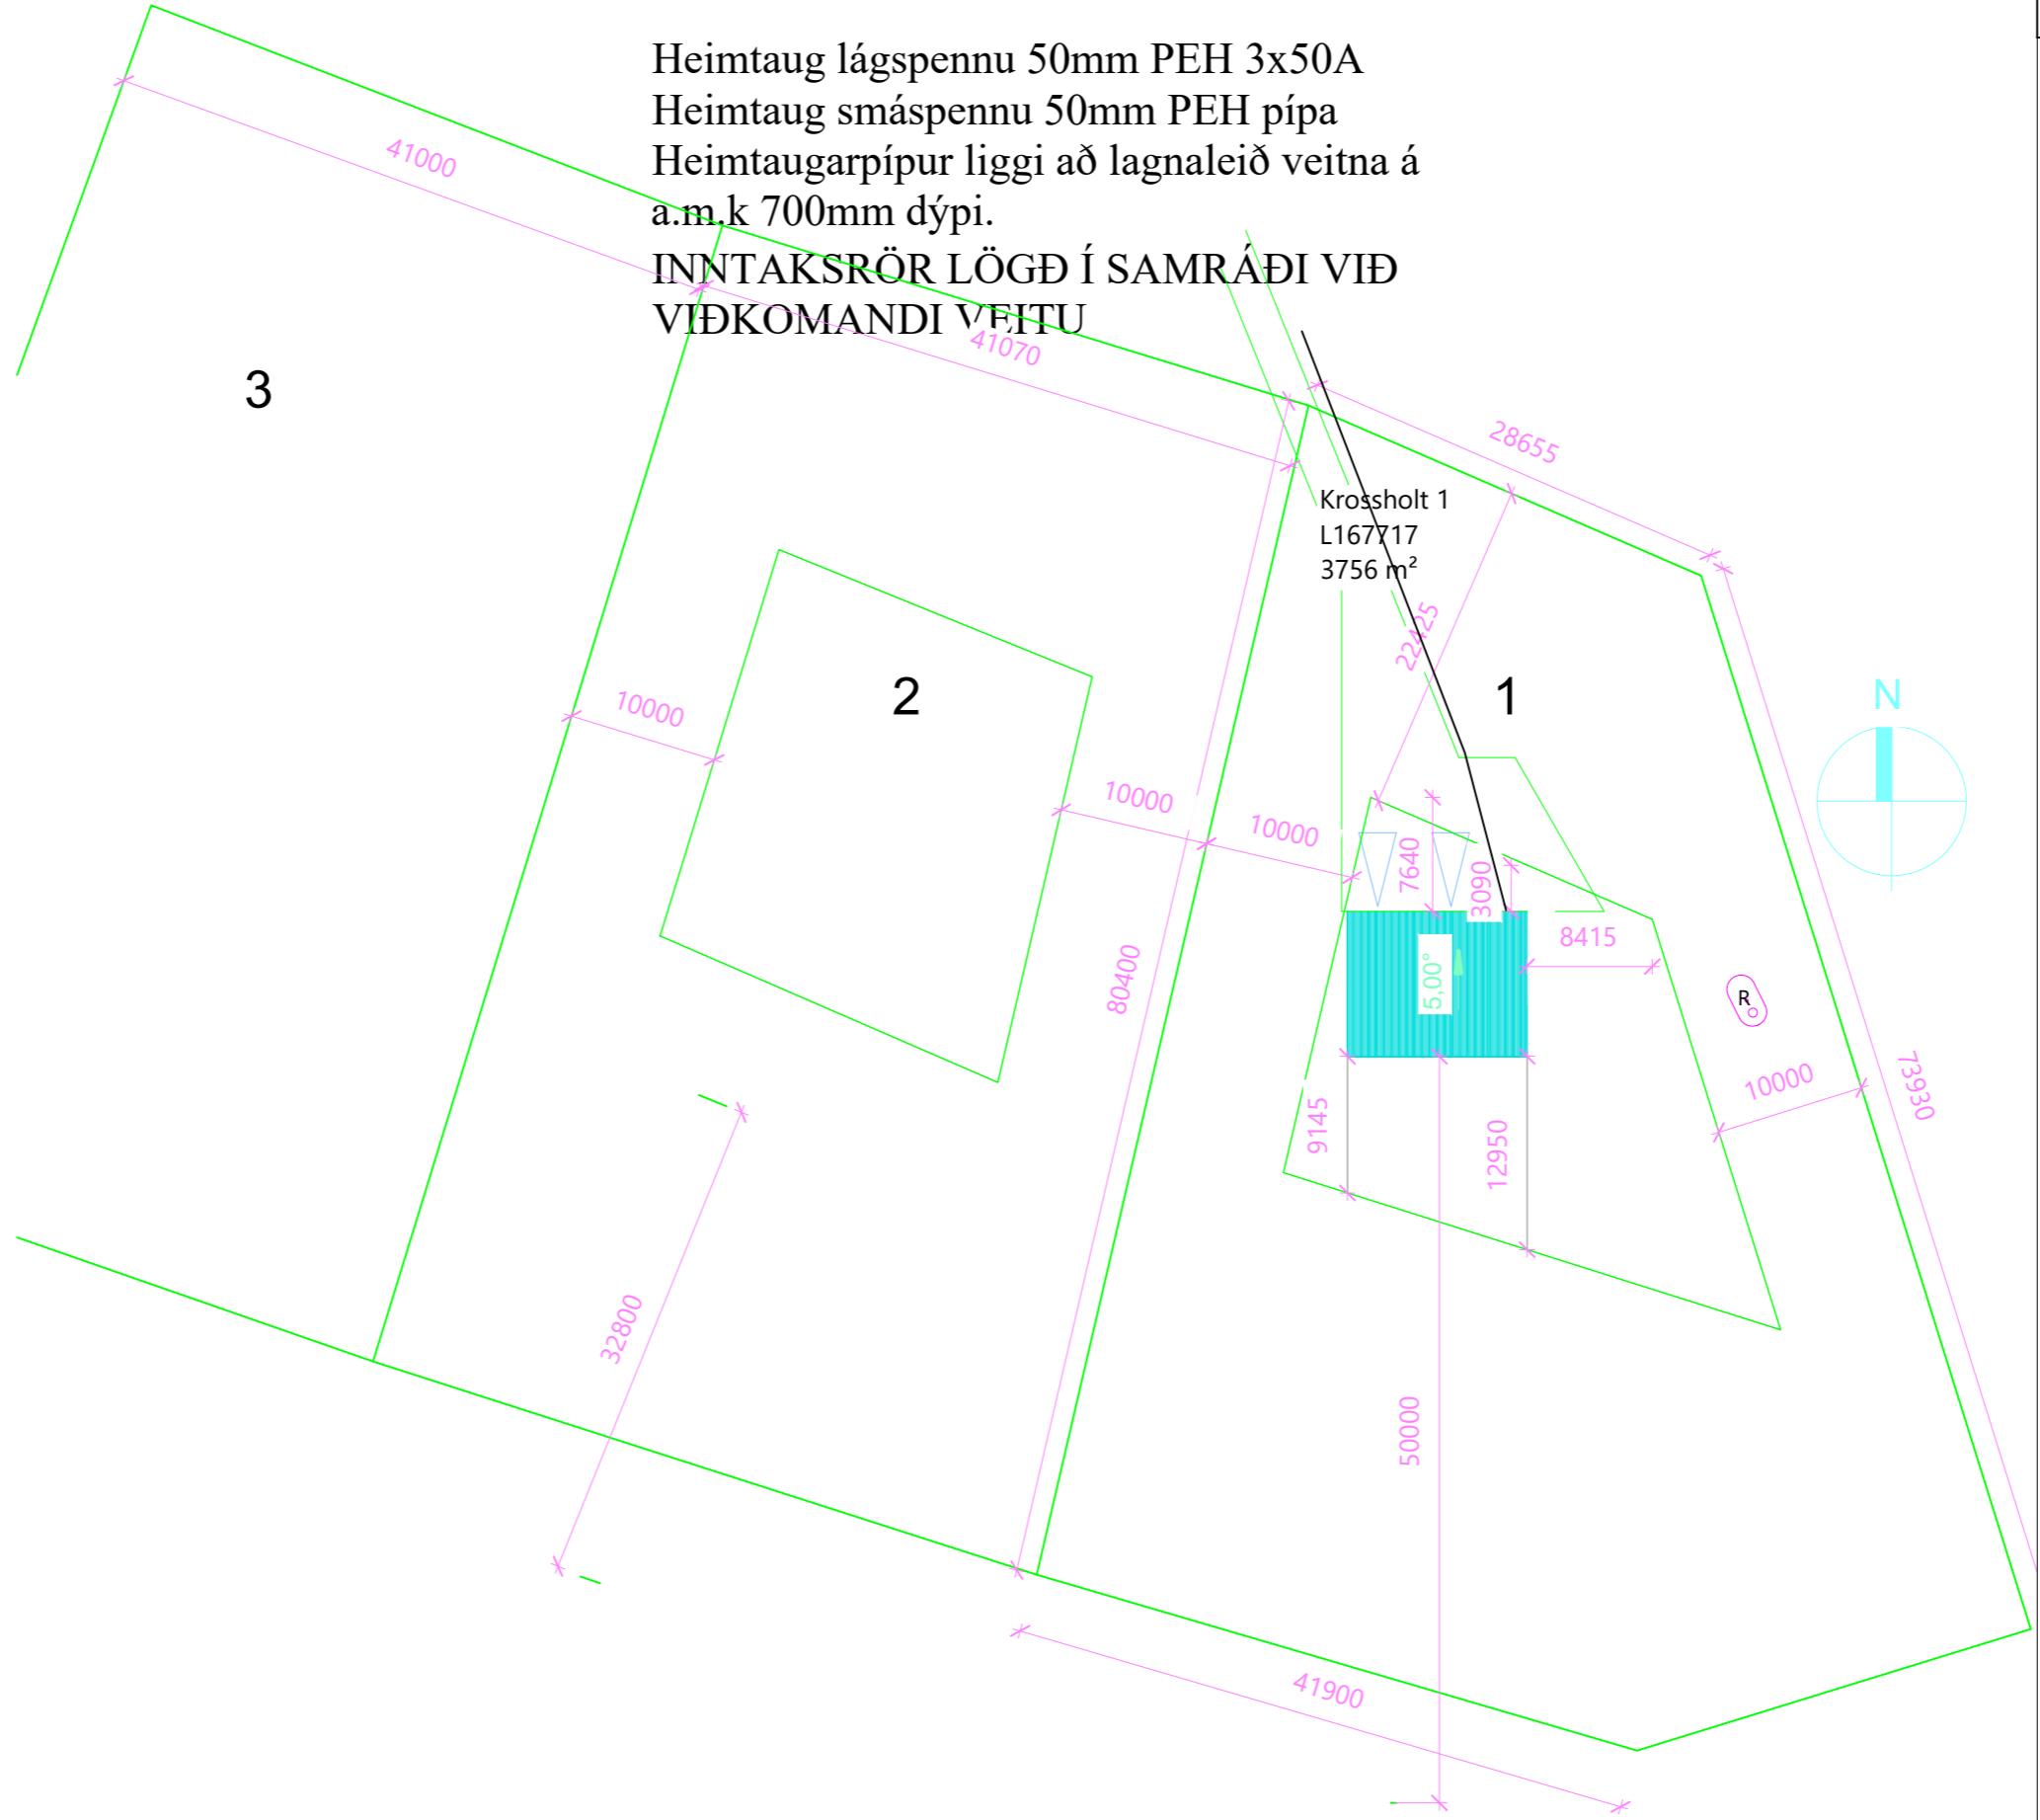 Heimtaug lágspennu 50mm PEH 3x50A
Heimtaug smáspennu 50mm PEH pípa
Heimtaugarpípur liggi að lagnaleið veitna á
a.m.k 700mm dýpi.
INNTAKSRÖR LÖGÐ Í SAMRÁÐI VIÐ
VIÐKOMANDI VEITU
41000
41070
3
28655
Krossholt 1
L167717
3756 m²
22425
2
1
N
10000
10000
10000
7640
3090
8415
5,00°
80400
R
10000
73930
9145
12950
32800
50000
41900